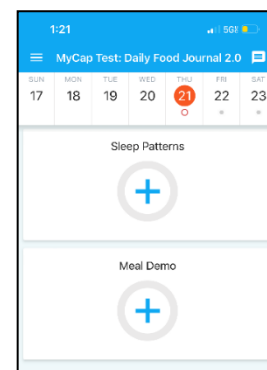 1:21 5G
MyCap Test: Daily Food Journal 2.0
SUN MON TUE WED THU FRI SAT
17 18 19 20 21 22 23
Sleep Patterns
Meal Demo